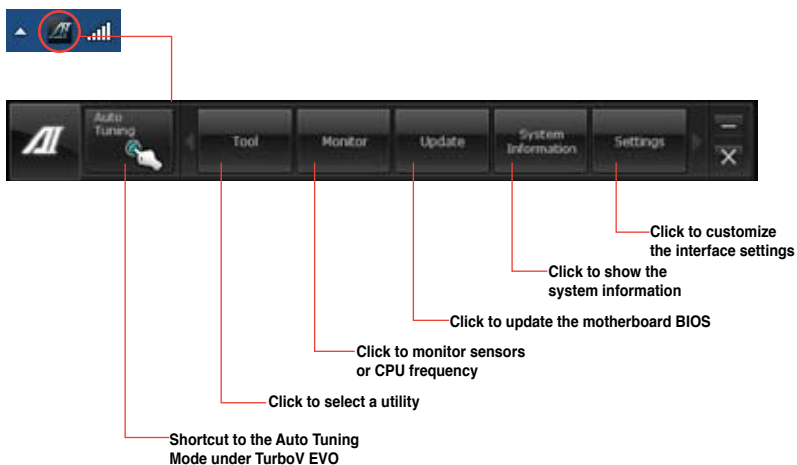 Auto
Tuning
Tool
Monitor
Update
System
Information
Settings
Click to customize
the interface settings
Click to show the
system information
Click to update the motherboard BIOS
Click to monitor sensors
or CPU frequency
Click to select a utility
Shortcut to the Auto Tuning
Mode under TurboV EVO